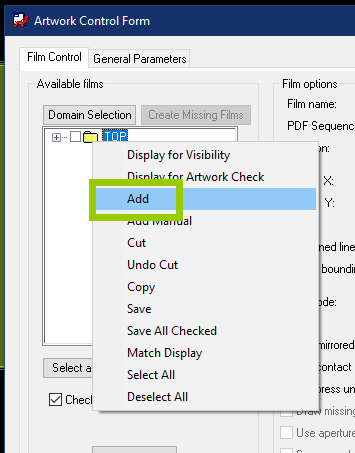 Artwork Control Form
Film Control General Parameters
Available films
Film options
Domain Selection Create Missing Films
Film name:
PDF Sequenc
TOP
on:
Display for Visibility
Display for Artwork Check
X:
Add
Y:
Add Manual
Cut
ned line
Undo Cut
boundin
Copy
Save
ode:
Save All Checked
Match Display
mirrored
Select a
Select All
contact
Check
Deselect All
press un
Draw missing
Use aperture